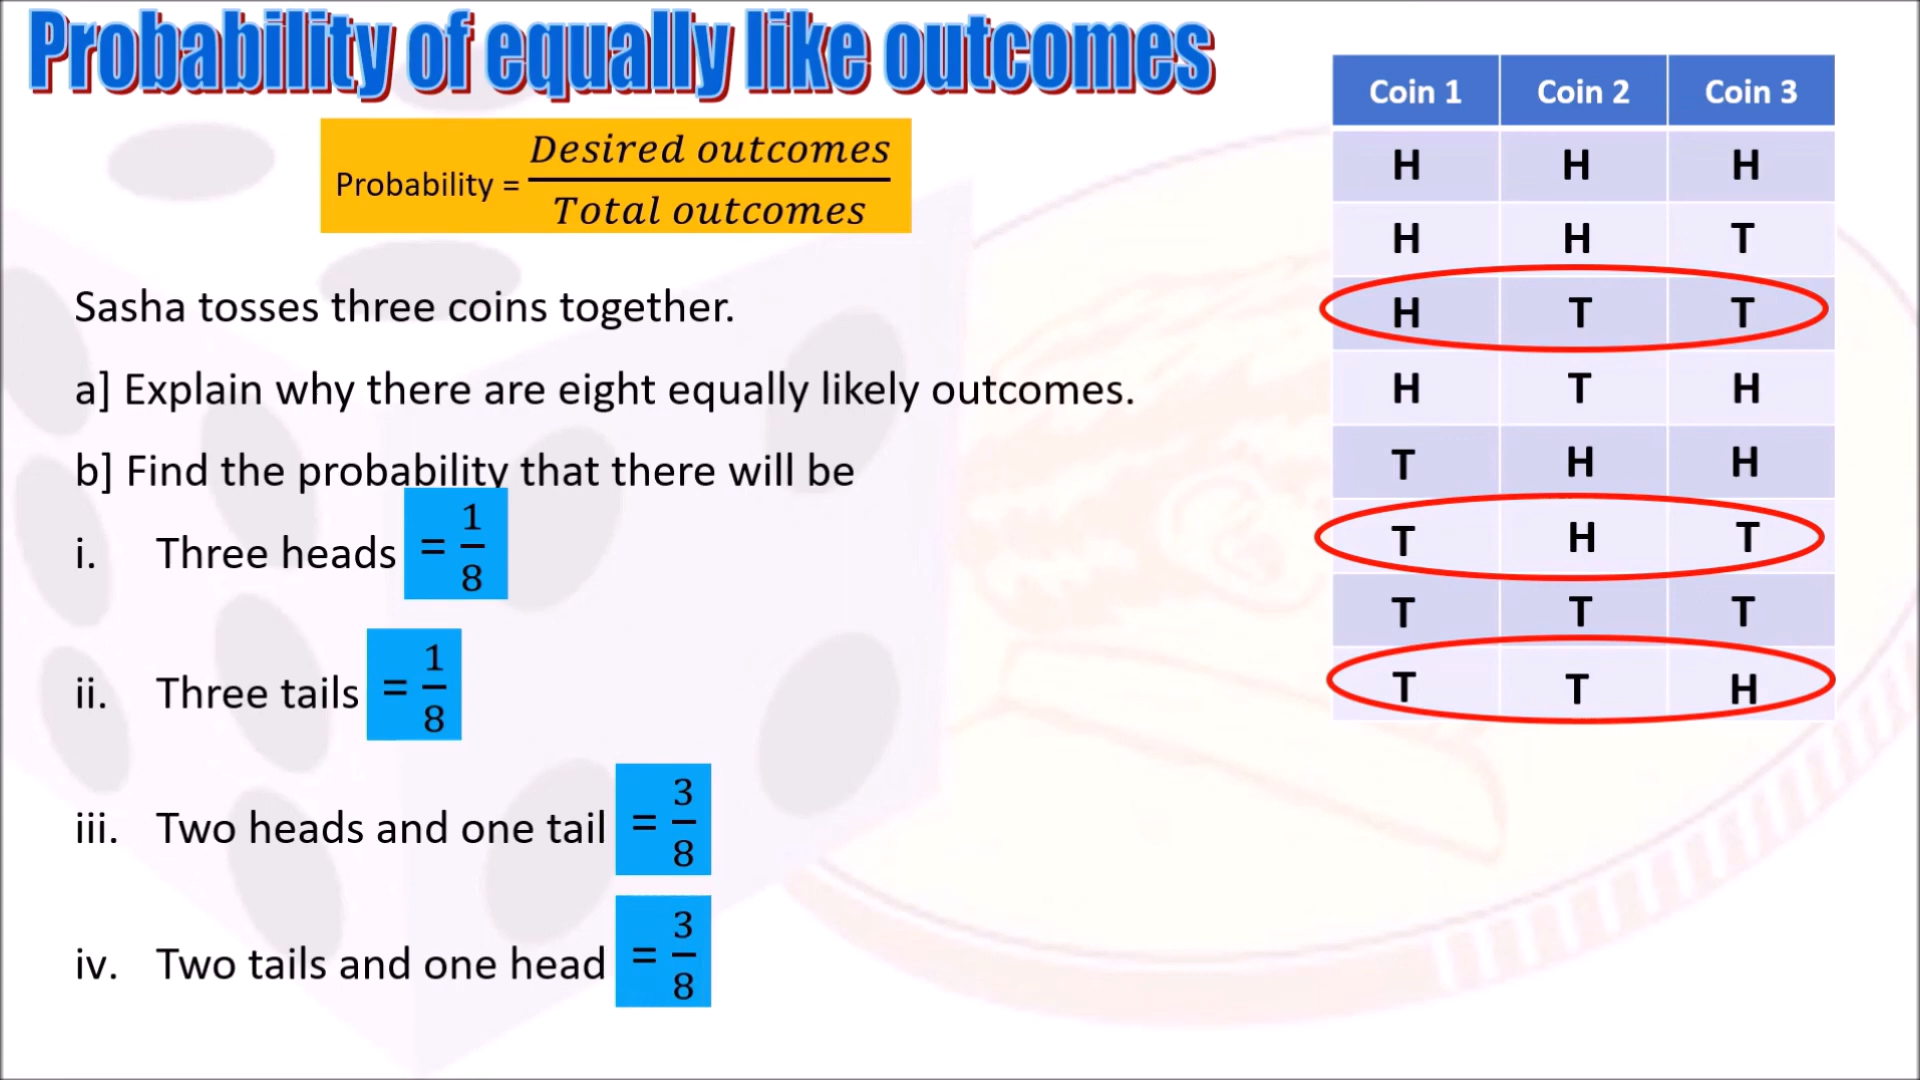 Probability of equally like outcomes
Probability = Desired outcomes / Total outcomes
Sasha tosses three coins together.
a] Explain why there are eight equally likely outcomes.
b] Find the probability that there will be
i. Three heads = 1/8
ii. Three tails = 1/8
iii. Two heads and one tail = 3/8
iv. Two tails and one head = 3/8
Coin 1 Coin 2 Coin 3
H H H
H H T
H T T
H T H
T H H
T H T
T T T
T T H